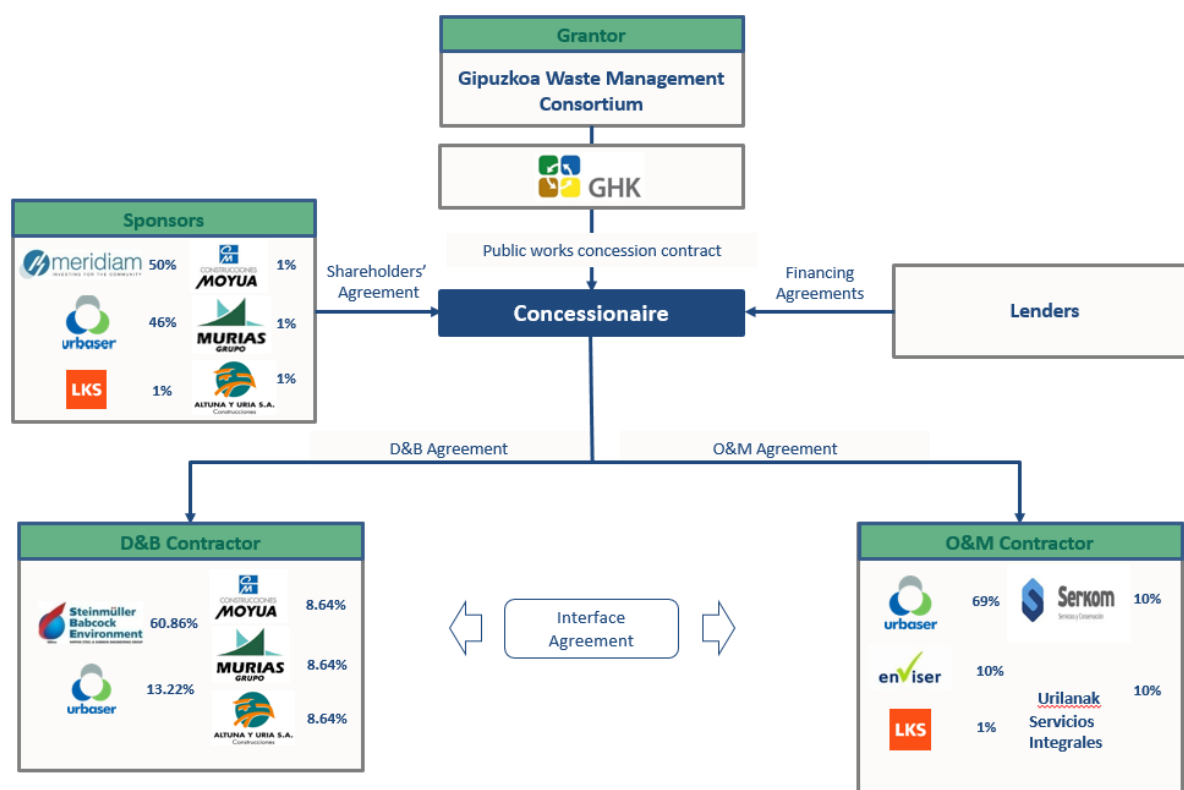 Grantor
Gipuzkoa Waste Management
Consortium
GHK
Public works concession contract
Sponsors
meridiam
INVESTING FOR THE COMMUNITY
50%
CONSTRUCCIONES
MOYUA
1%
urbaser
46%
MURIAS
GRUPO
1%
LKS
1%
ALTUNA Y URIA S.A.
Construcciones
1%
Shareholders'
Agreement
Concessionaire
Financing
Agreements
Lenders
D&B Agreement
O&M Agreement
D&B Contractor
Steinmüller
Babcock
Environment
60.86%
CONSTRUCCIONES
MOYUA
8.64%
urbaser
13.22%
MURIAS
GRUPO
8.64%
ALTUNA Y URIA S.A.
Construcciones
8.64%
Interface
Agreement
O&M Contractor
urbaser
69%
Serkom
Servicios y Conservación
10%
enviser
10%
LKS
1%
Urilanak
Servicios
Integrales
10%